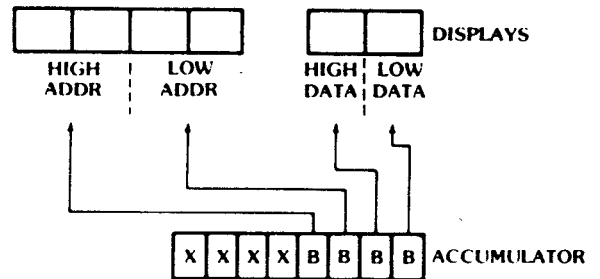 DISPLAYS
HIGH ADDR
LOW ADDR
HIGH DATA
LOW DATA
X X X X B B B B ACCUMULATOR